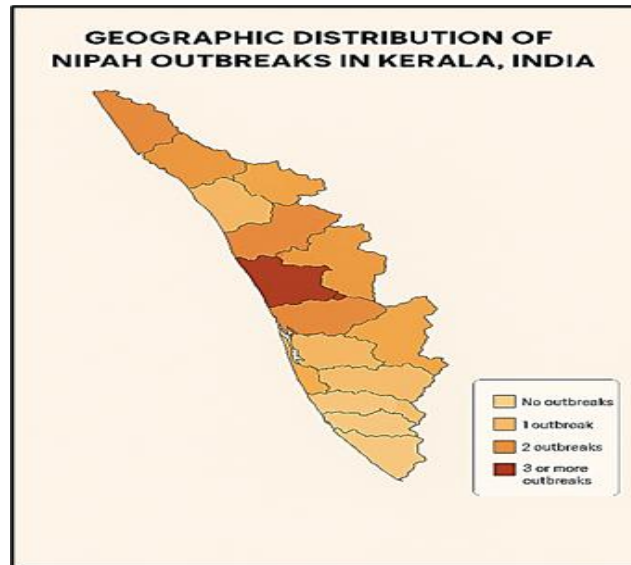 GEOGRAPHIC DISTRIBUTION OF
NIPAH OUTBREAKS IN KERALA, INDIA
No outbreaks
1 outbreak
2 outbreaks
3 or more
outbreaks